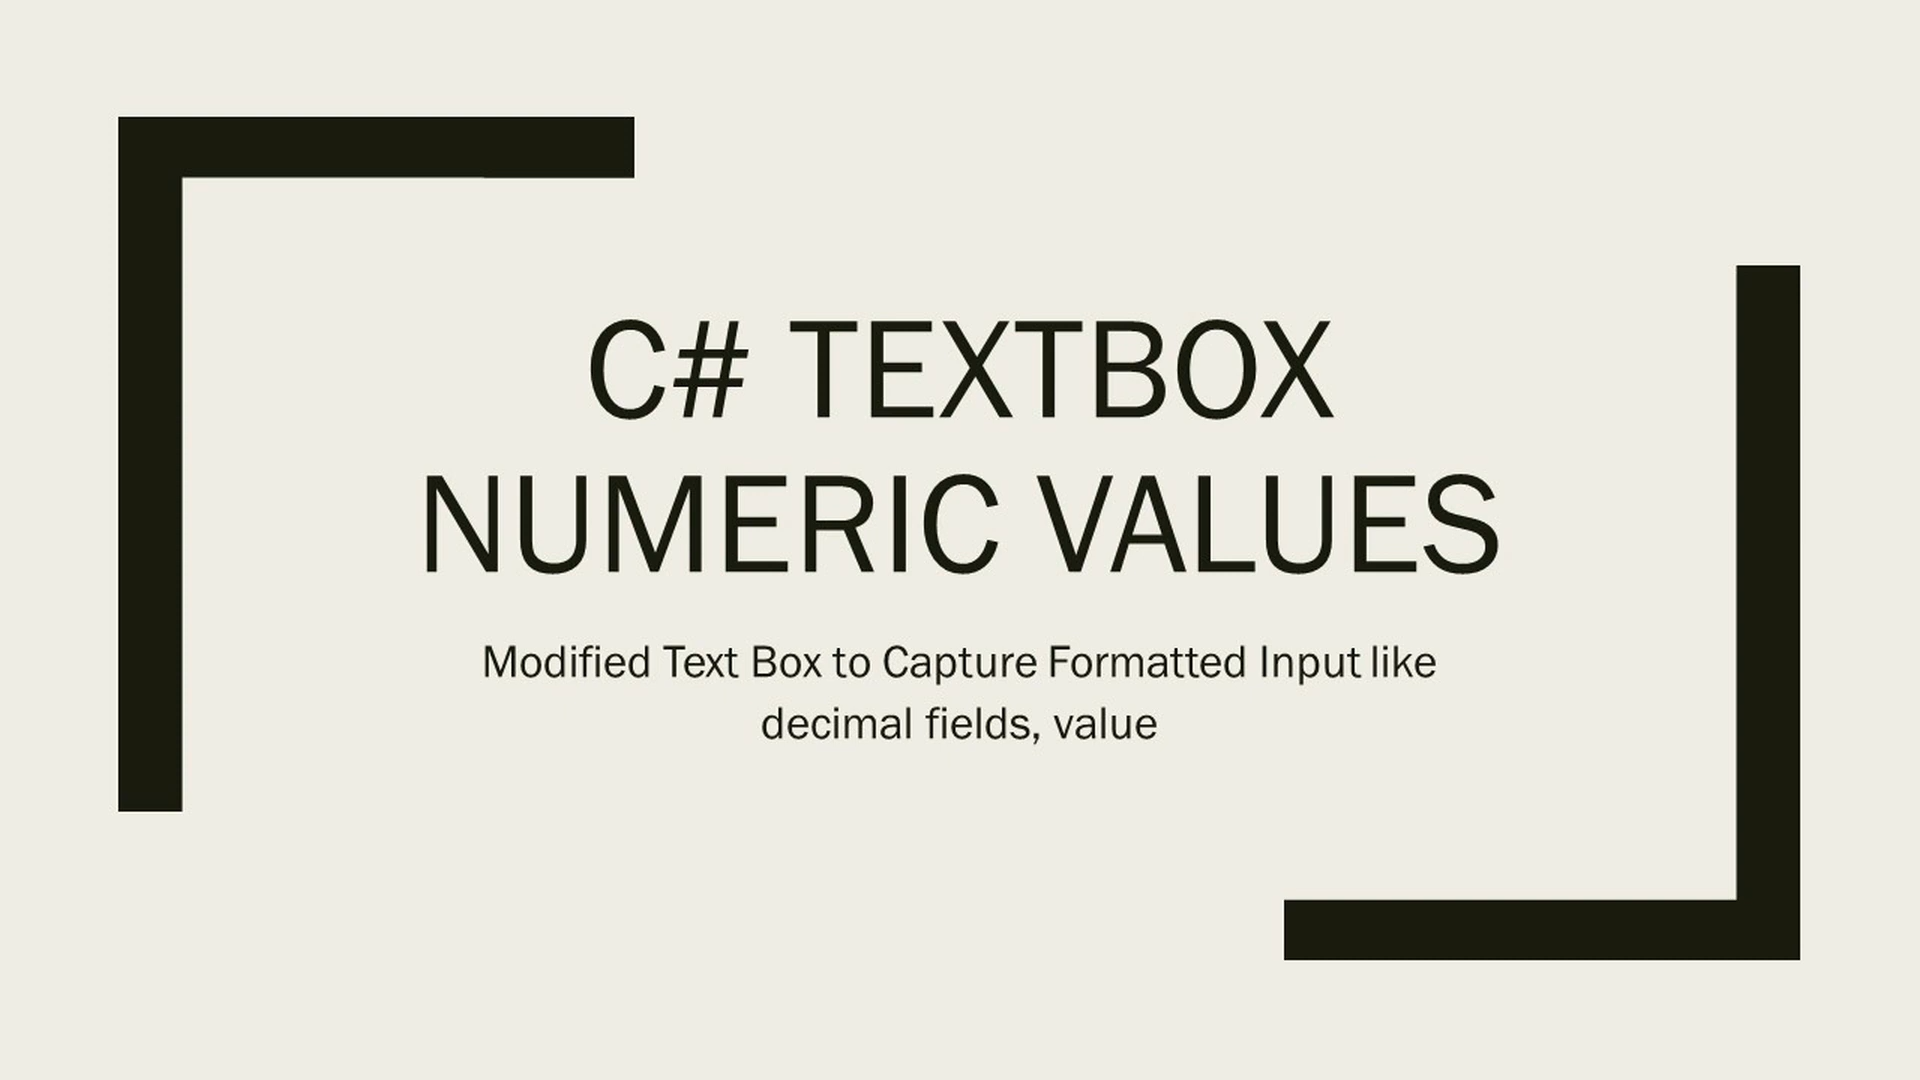 C# TEXTBOX
NUMERIC VALUES
Modified Text Box to Capture Formatted Input like
decimal fields, value